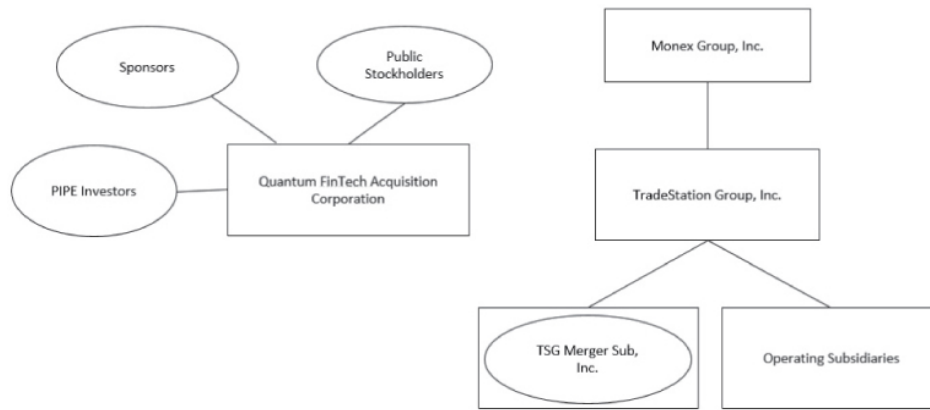 Sponsors
Public
Stockholders
PIPE Investors
Quantum FinTech Acquisition
Corporation
Monex Group, Inc.
TradeStation Group, Inc.
TSG Merger Sub,
Inc.
Operating Subsidiaries